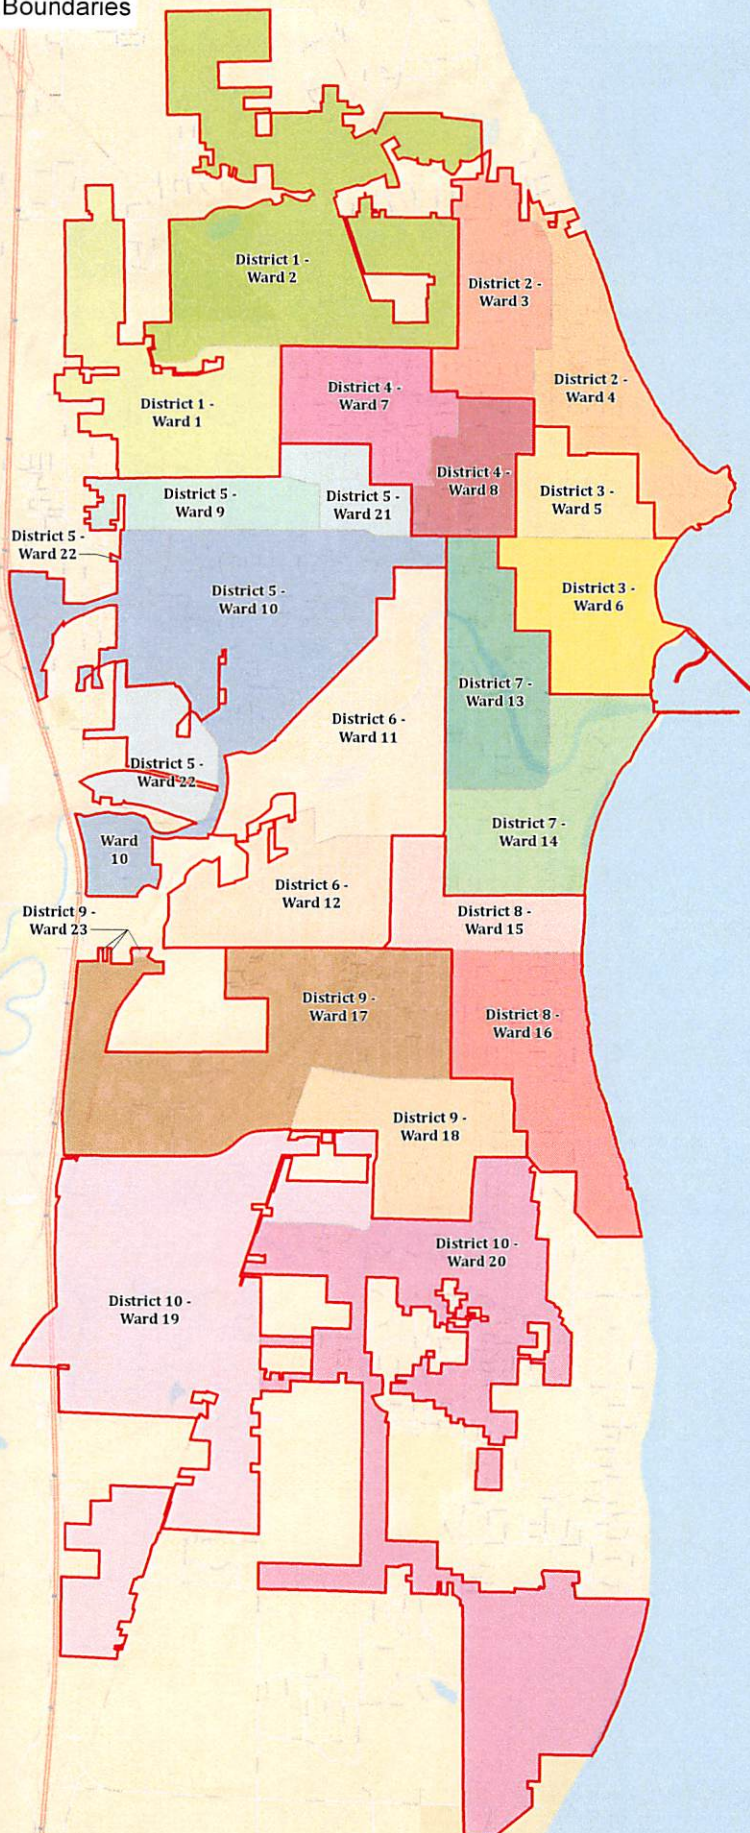 Boundaries
District 1 -
Ward 2
District 2 -
Ward 3
District 2 -
Ward 4
District 4 -
Ward 7
District 1 -
Ward 1
District 4 -
Ward 8
District 5 -
Ward 9
District 5 -
Ward 21
District 3 -
Ward 5
District 5 -
Ward 22
District 5 -
Ward 10
District 3 -
Ward 6
District 7 -
Ward 13
District 6 -
Ward 11
District 5 -
Ward 22
Ward
10
District 7 -
Ward 14
District 6 -
Ward 12
District 9 -
Ward 23
District 8 -
Ward 15
District 9 -
Ward 17
District 8 -
Ward 16
District 9 -
Ward 18
District 10 -
Ward 20
District 10 -
Ward 19